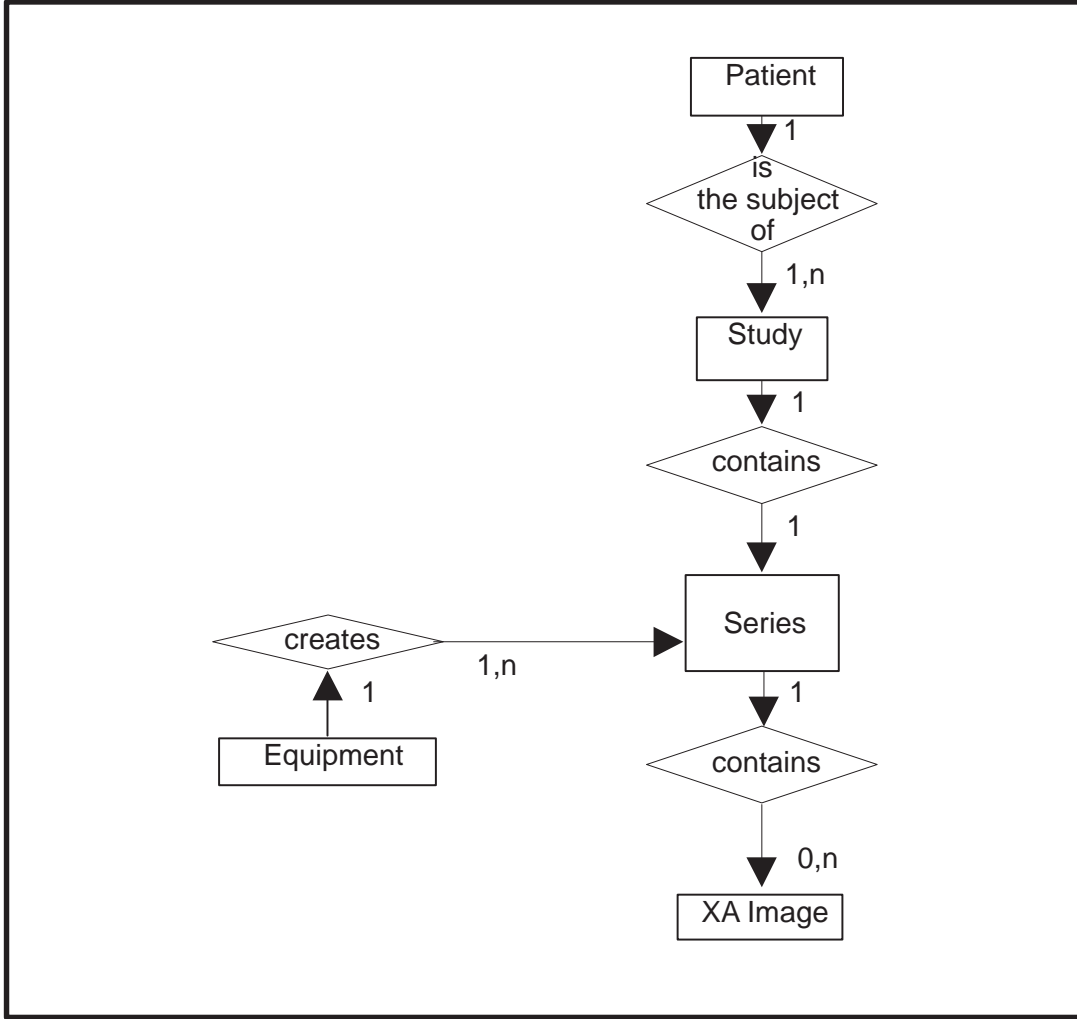 Patient
1
is
the subject
of
1,n
Study
1
contains
1
Series
creates
1,n
1
1
Equipment
contains
0,n
XA Image